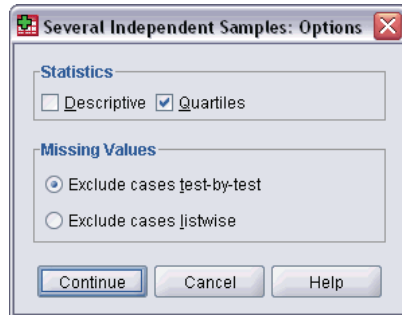 Several Independent Samples: Options
Statistics
Descriptive Quartiles
Missing Values
Exclude cases test-by-test
Exclude cases listwise
Continue Cancel Help